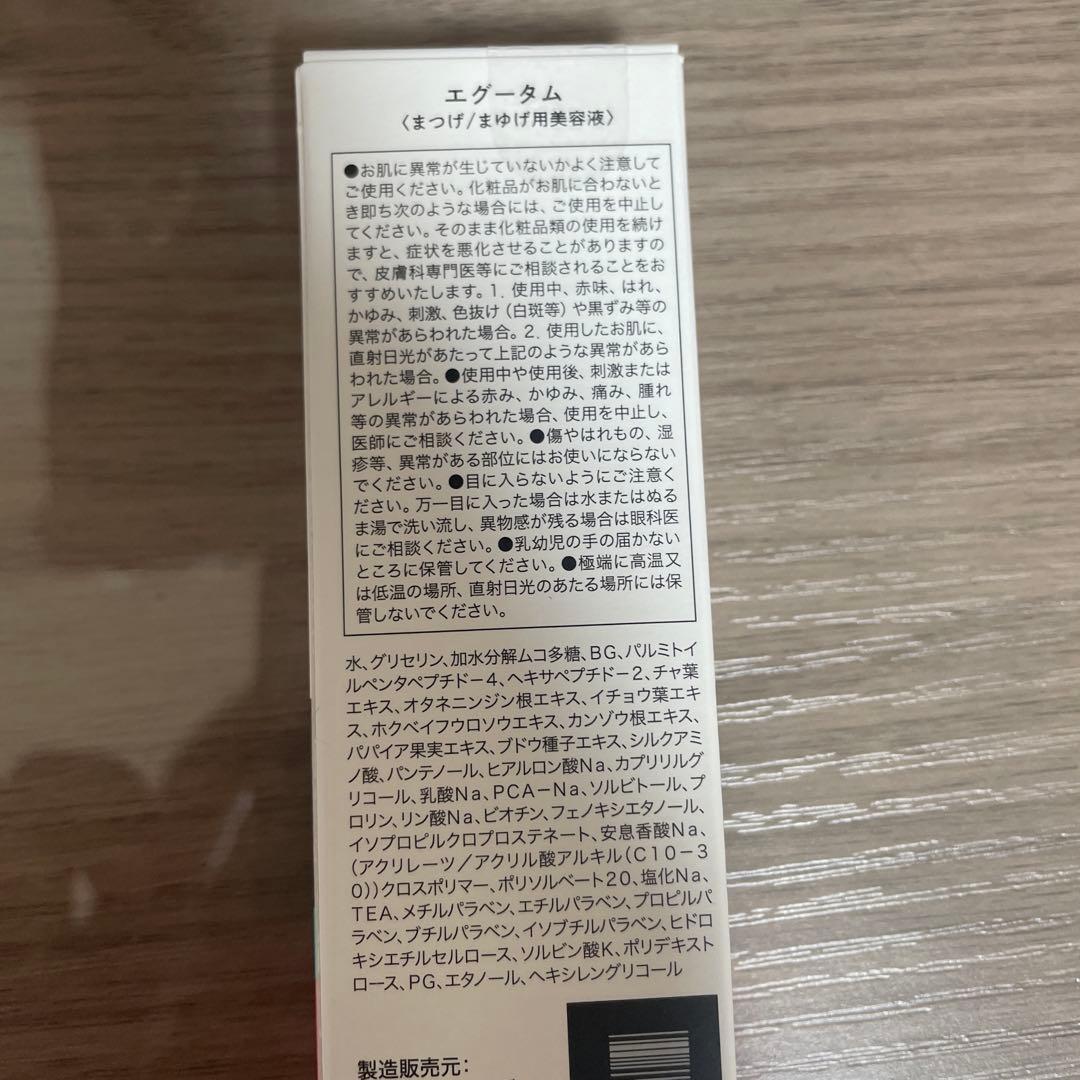 エグータム
〈まつげ/まゆげ用美容液〉
●お肌に異常が生じていないかよく注意して
ご使用ください。化粧品がお肌に合わないと
き即ち次のような場合には、ご使用を中止し
てください。そのまま化粧品類の使用を続け
ますと、症状を悪化させることがありますの
で、皮膚科専門医等にご相談されることをお
すすめいたします。1. 使用中、赤味、はれ、
かゆみ、刺激、色抜け（白斑等）や黒ずみ等の
異常があらわれた場合。2. 使用したお肌に、
直射日光があたって上記のような異常があら
われた場合。●使用中や使用後、刺激または
アレルギーによる赤み、かゆみ、痛み、腫れ
等の異常があらわれた場合、使用を中止し、
医師にご相談ください。●傷やはれもの、湿
疹等、異常がある部位にはお使いにならない
でください。●目に入らないようにご注意く
ださい。万一目に入った場合は水またはぬる
ま湯で洗い流し、異物感が残る場合は眼科医
にご相談ください。●乳幼児の手の届かない
ところに保管してください。●極端に高温又
は低温の場所、直射日光のあたる場所には保
管しないでください。
水、グリセリン、加水分解ムコ多糖、BG、パルミトイ
ルペンタペプチド－4、ヘキサペプチド－2、チャ葉
エキス、オタネニンジン根エキス、イチョウ葉エキ
ス、ホクベイフウロソウエキス、カンゾウ根エキス、
パパイア果実エキス、ブドウ種子エキス、シルクアミ
ノ酸、パンテノール、ヒアルロン酸Na、カプリリルグ
リコール、乳酸Na、PCA－Na、ソルビトール、プ
ロリン、リン酸Na、ビオチン、フェノキシエタノール、
イソプロピルクロプロステネート、安息香酸Na、
（アクリレーツ／アクリル酸アルキル（C10－3
0））クロスポリマー、ポリソルベート20、塩化Na、
TEA、メチルパラベン、エチルパラベン、プロピルパ
ラベン、ブチルパラベン、イソブチルパラベン、ヒドロ
キシエチルセルロース、ソルビン酸K、ポリデキスト
ロース、PG、エタノール、ヘキシレングリコール
製造販売元：